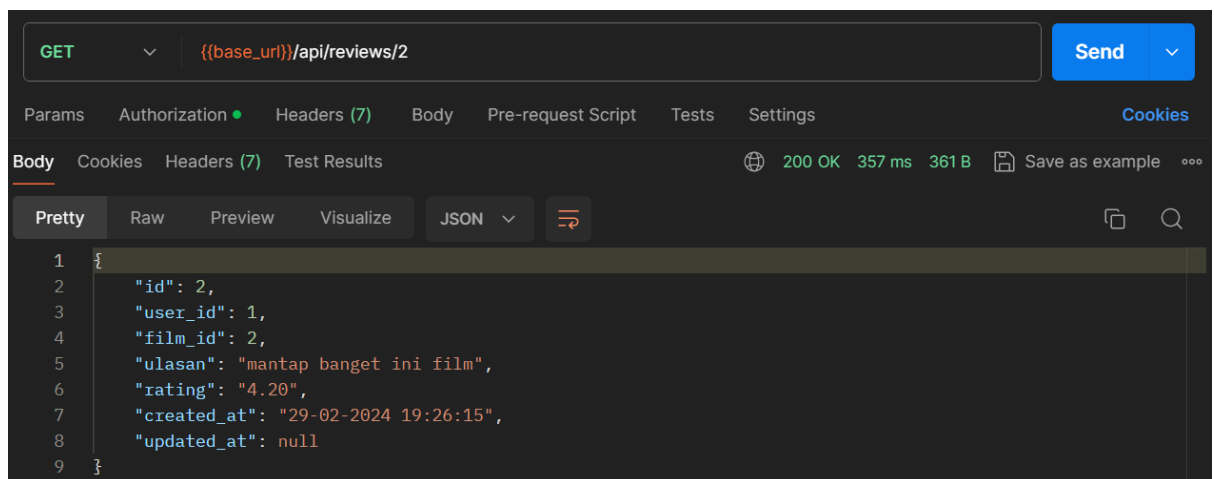 GET {{base_url}}/api/reviews/2 Send
Params Authorization Headers (7) Body Pre-request Script Tests Settings Cookies
Body Cookies Headers (7) Test Results 200 OK 357 ms 361 B Save as example
Pretty Raw Preview Visualize JSON
1 {
2 "id": 2,
3 "user_id": 1,
4 "film_id": 2,
5 "ulasan": "mantap banget ini film",
6 "rating": "4.20",
7 "created_at": "29-02-2024 19:26:15",
8 "updated_at": null
9 }